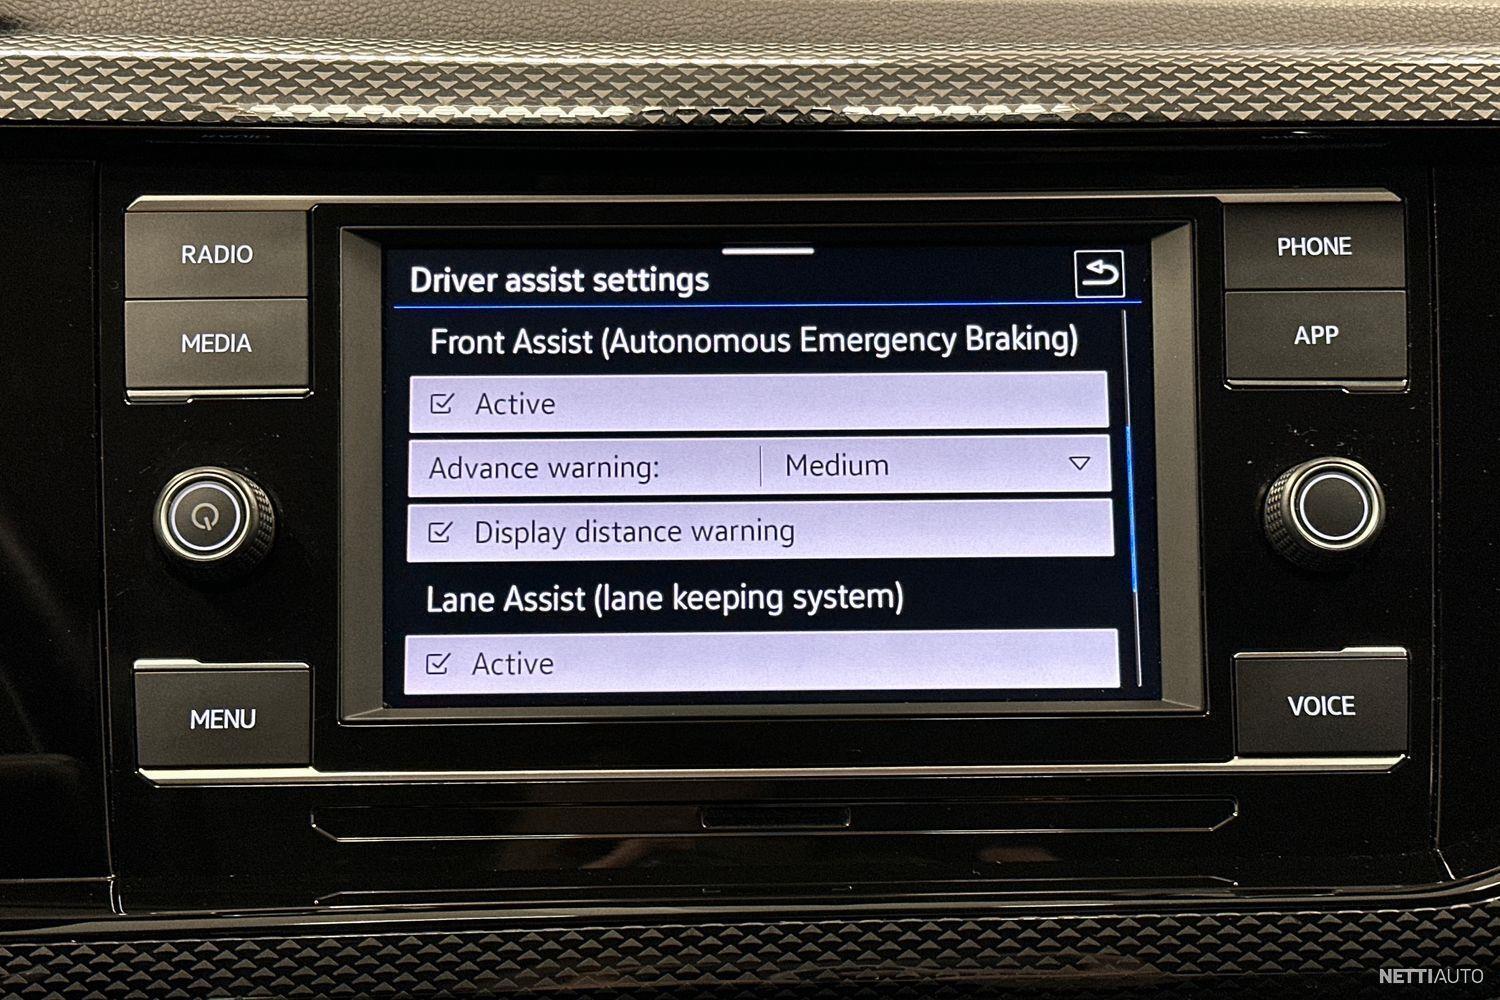 RADIO
MEDIA
MENU
Driver assist settings
Front Assist (Autonomous Emergency Braking)
Active
Advance warning: Medium
Display distance warning
Lane Assist (lane keeping system)
Active
PHONE
APP
VOICE
NETTIAUTO